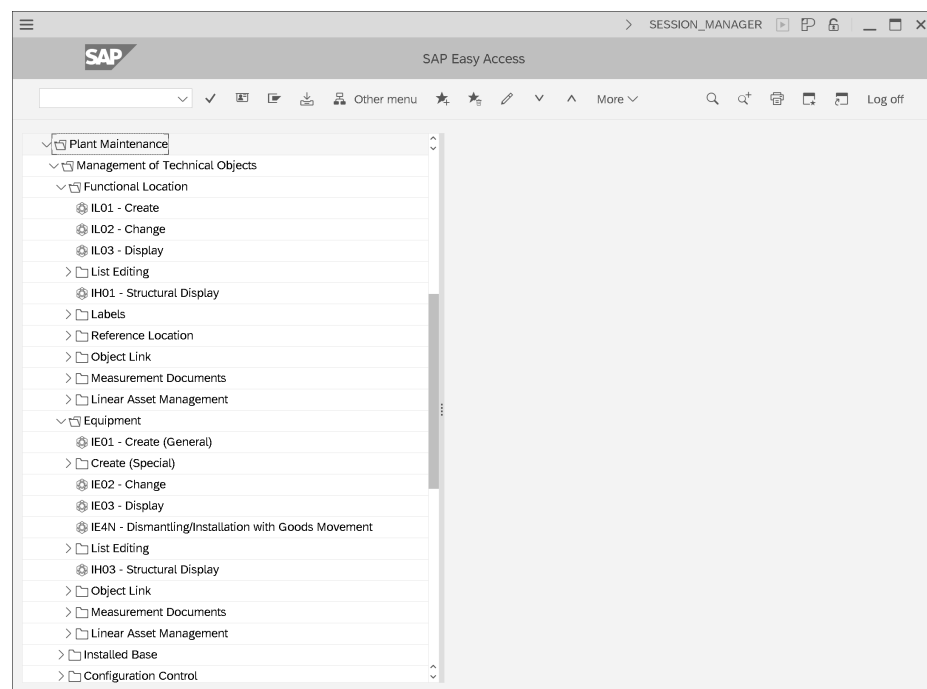 SESSION_MANAGER
SAP
SAP Easy Access
Other menu
More
Log off
Plant Maintenance
Management of Technical Objects
Functional Location
IL01 - Create
IL02 - Change
IL03 - Display
List Editing
IH01 - Structural Display
Labels
Reference Location
Object Link
Measurement Documents
Linear Asset Management
Equipment
IE01 - Create (General)
Create (Special)
IE02 - Change
IE03 - Display
IE4N - Dismantling/Installation with Goods Movement
List Editing
IH03 - Structural Display
Object Link
Measurement Documents
Linear Asset Management
Installed Base
Configuration Control